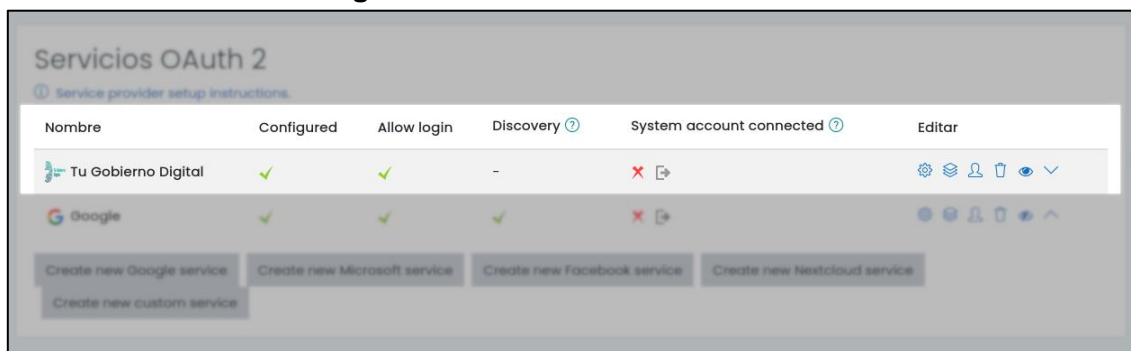 Servicios OAuth 2
Service provider setup instructions.
Nombre Configured Allow login Discovery System account connected Editar
Tu Gobierno Digital - 
Google
Create new Google service Create new Microsoft service Create new Facebook service Create new Nextcloud service
Create new custom service